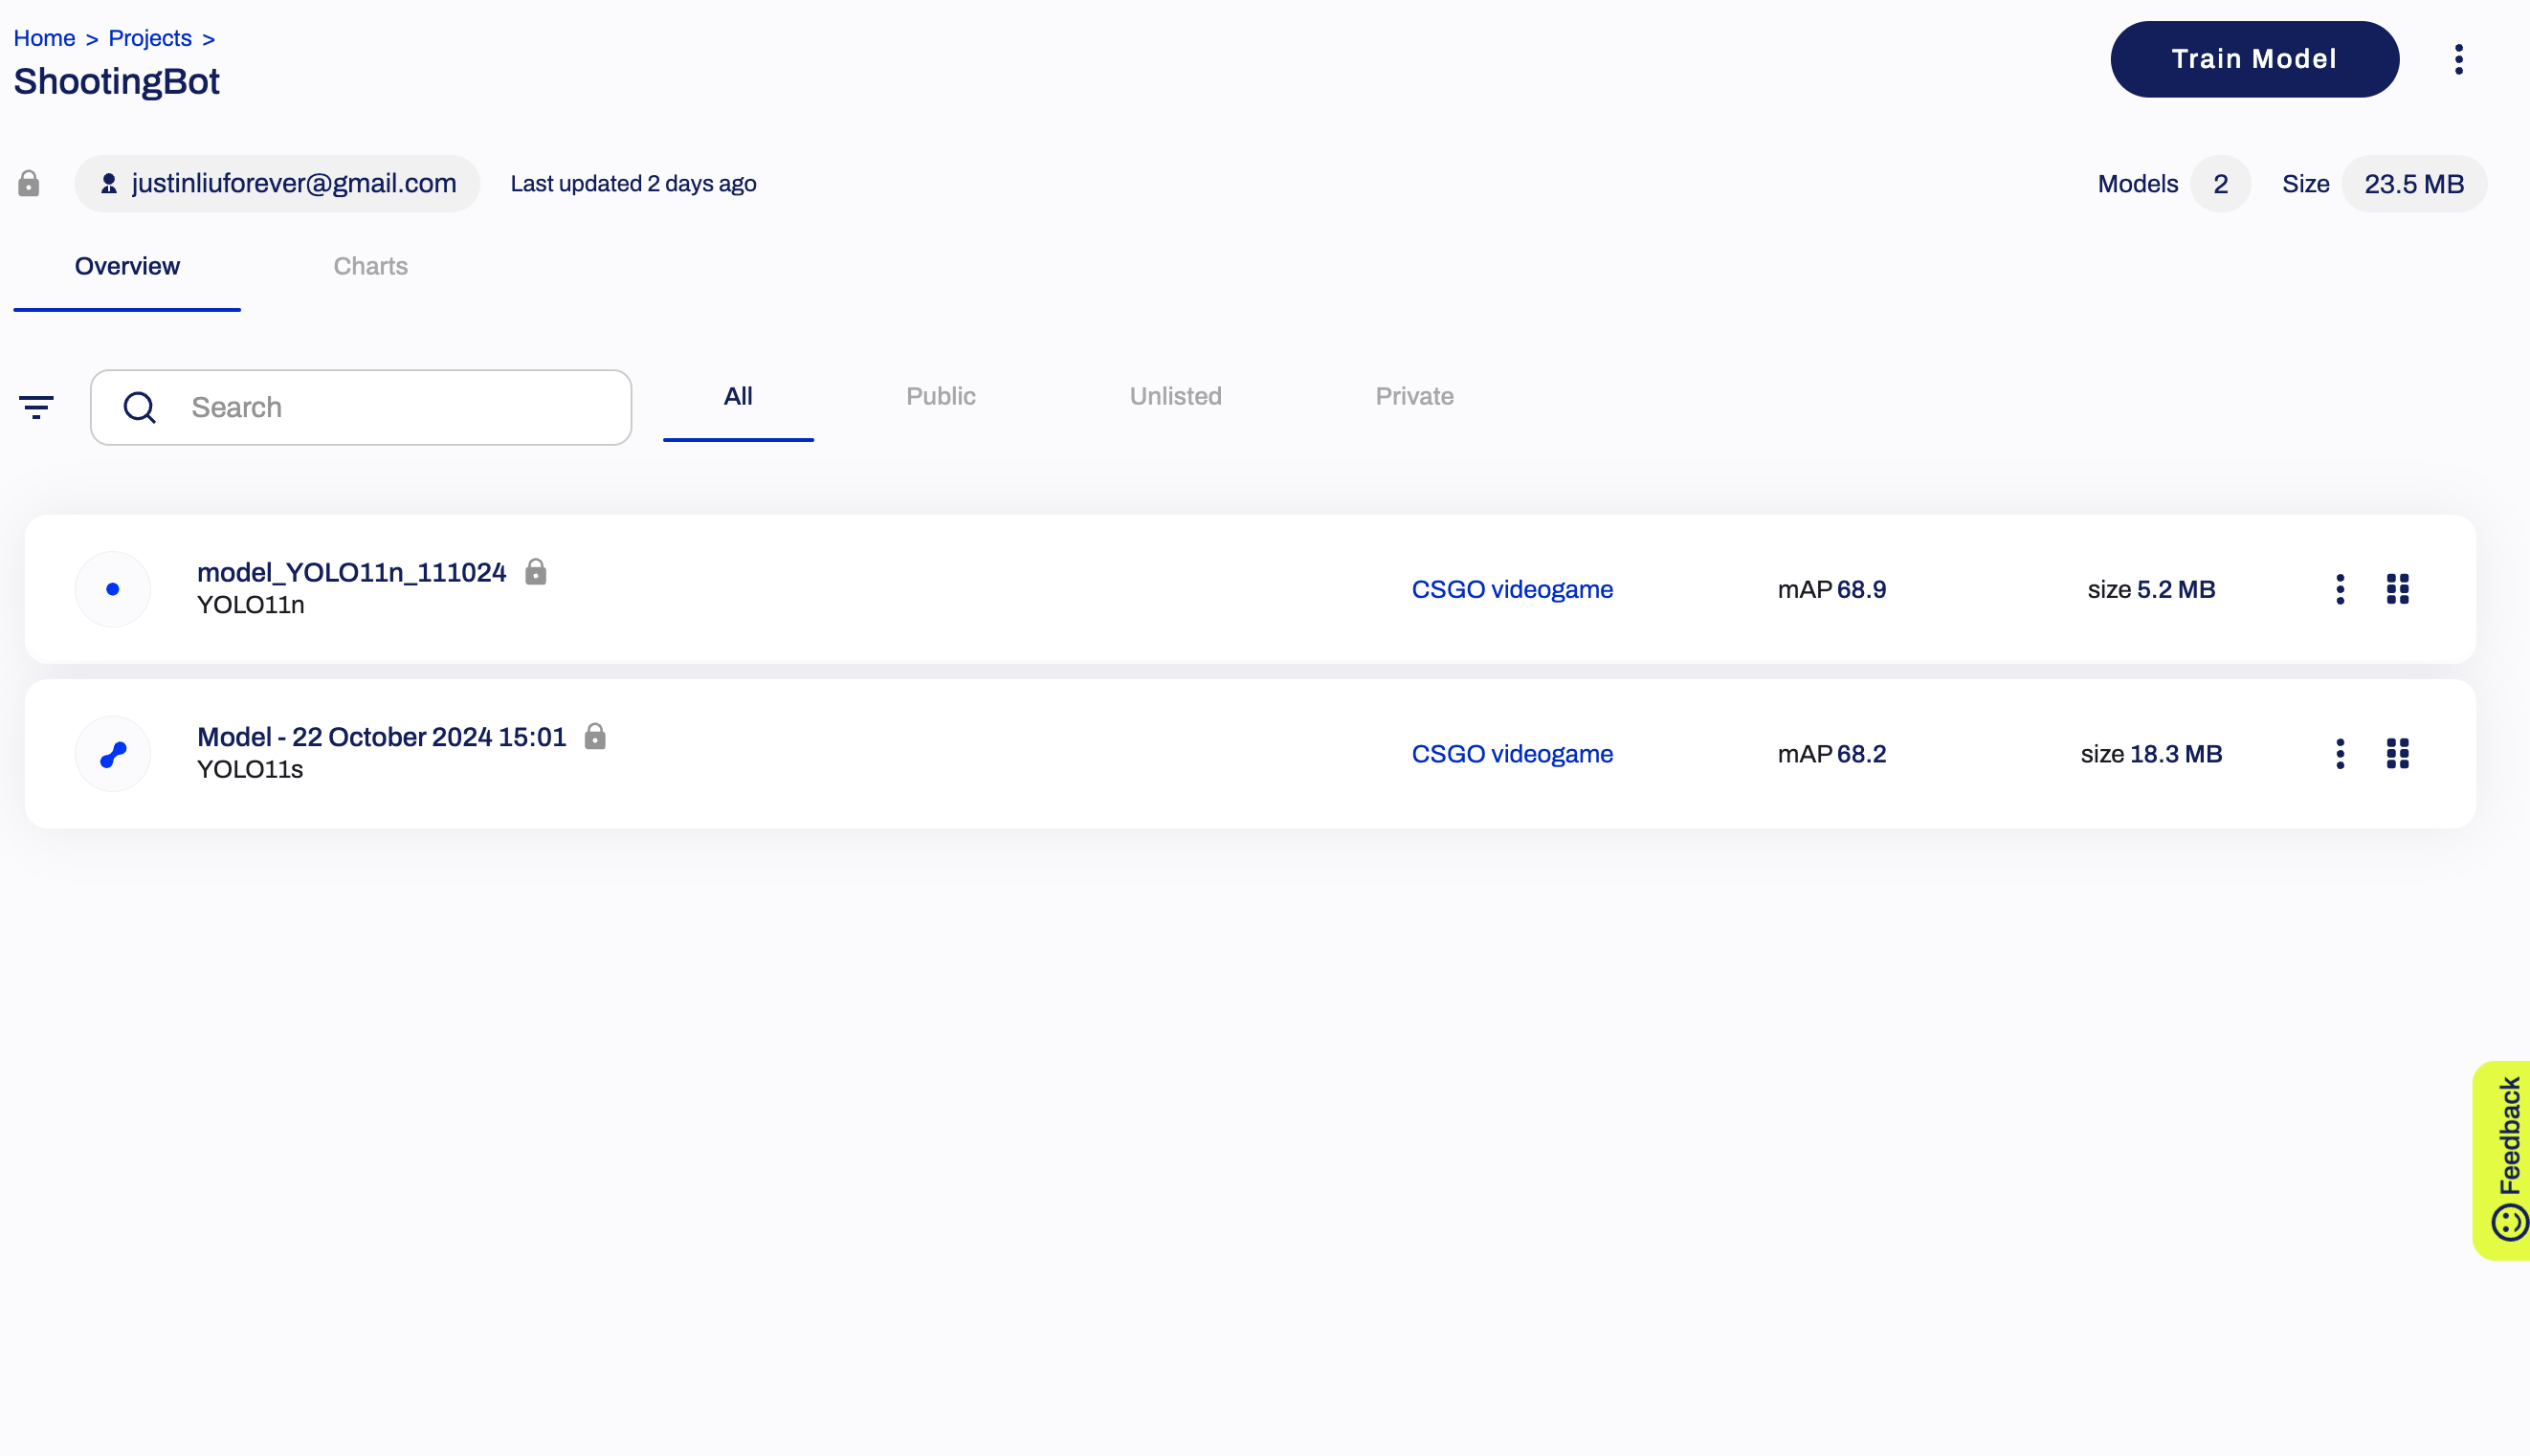 Home > Projects >
ShootingBot
Train Model
justinliuforever@gmail.com Last updated 2 days ago Models 2 Size 23.5 MB
Overview Charts
Search All Public Unlisted Private
model_YOLO11n_111024
YOLO11n
CSGO videogame mAP 68.9 size 5.2 MB
Model - 22 October 2024 15:01
YOLO11s
CSGO videogame mAP 68.2 size 18.3 MB
Feedback